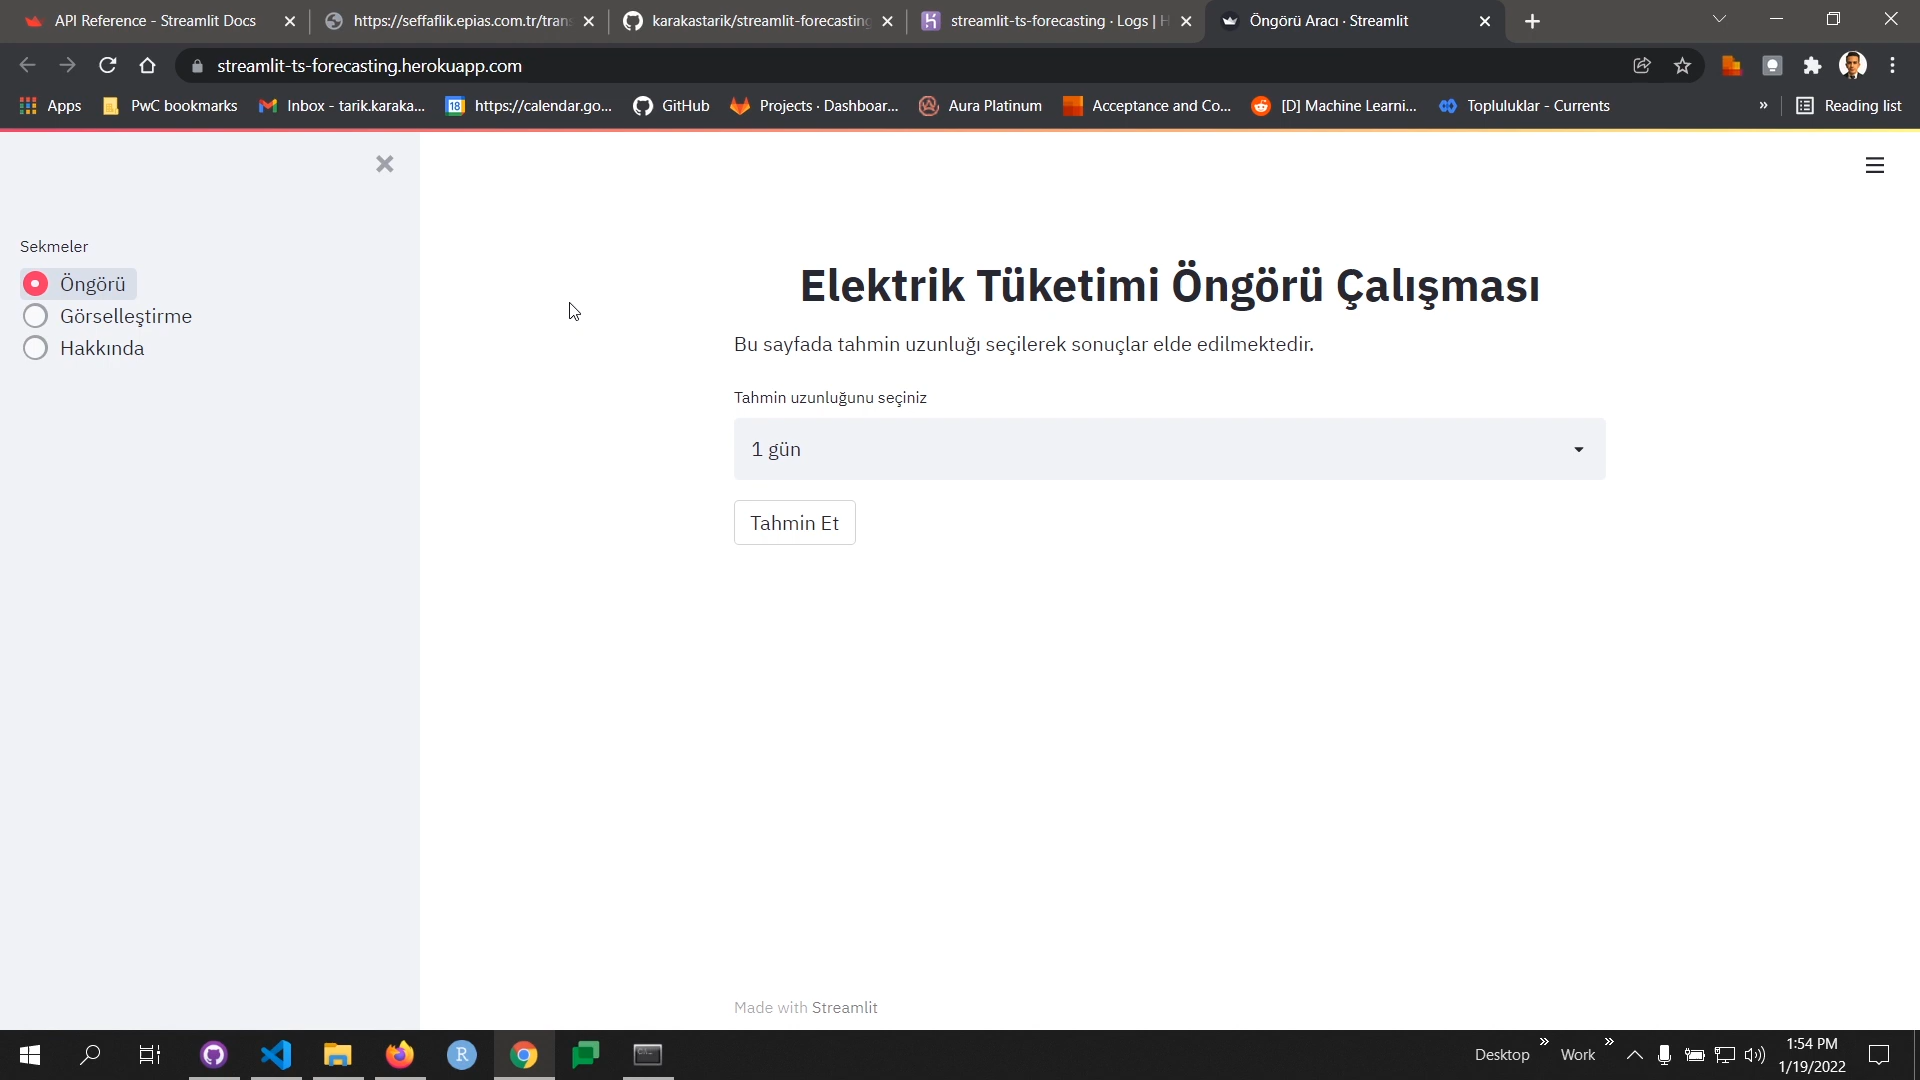 API Reference - Streamlit Docs
https://seffaflik.epias.com.tr/tran
karakastarik/streamlit-forecasting
streamlit-ts-forecasting · Logs | H
Öngörü Aracı · Streamlit
streamlit-ts-forecasting.herokuapp.com
Apps
PwC bookmarks
Inbox - tarik.karaka...
18
https://calendar.go...
GitHub
Projects · Dashboar...
Aura Platinum
Acceptance and Co...
[D] Machine Learni...
Topluluklar - Currents
»
Reading list
Sekmeler
Öngörü
Görselleştirme
Hakkında
Elektrik Tüketimi Öngörü Çalışması
Bu sayfada tahmin uzunluğı seçilerek sonuçlar elde edilmektedir.
Tahmin uzunluğunu seçiniz
1 gün
Tahmin Et
Made with Streamlit
R
Desktop
»
Work
»
1:54 PM
1/19/2022